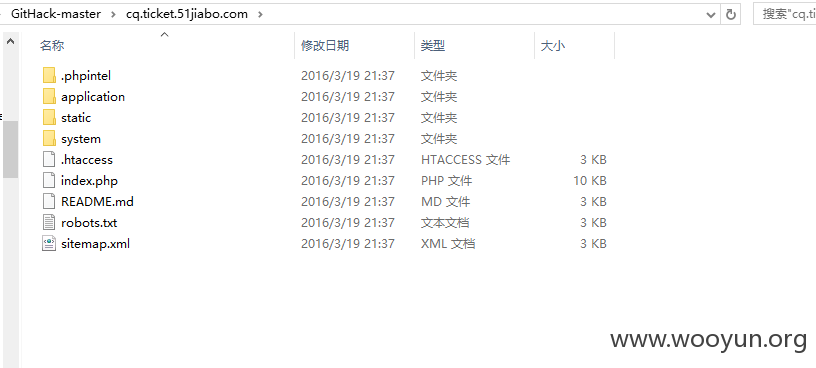 GitHack-master > cq.ticket.51jiabo.com >
搜索"cq.ti
名称 修改日期 类型 大小
.phpintel 2016/3/19 21:37 文件夹
application 2016/3/19 21:37 文件夹
static 2016/3/19 21:37 文件夹
system 2016/3/19 21:37 文件夹
.htaccess 2016/3/19 21:37 HTACCESS 文件 3 KB
index.php 2016/3/19 21:37 PHP 文件 10 KB
README.md 2016/3/19 21:37 MD 文件 3 KB
robots.txt 2016/3/19 21:37 文本文档 3 KB
sitemap.xml 2016/3/19 21:37 XML 文档 3 KB
www.wooyun.org